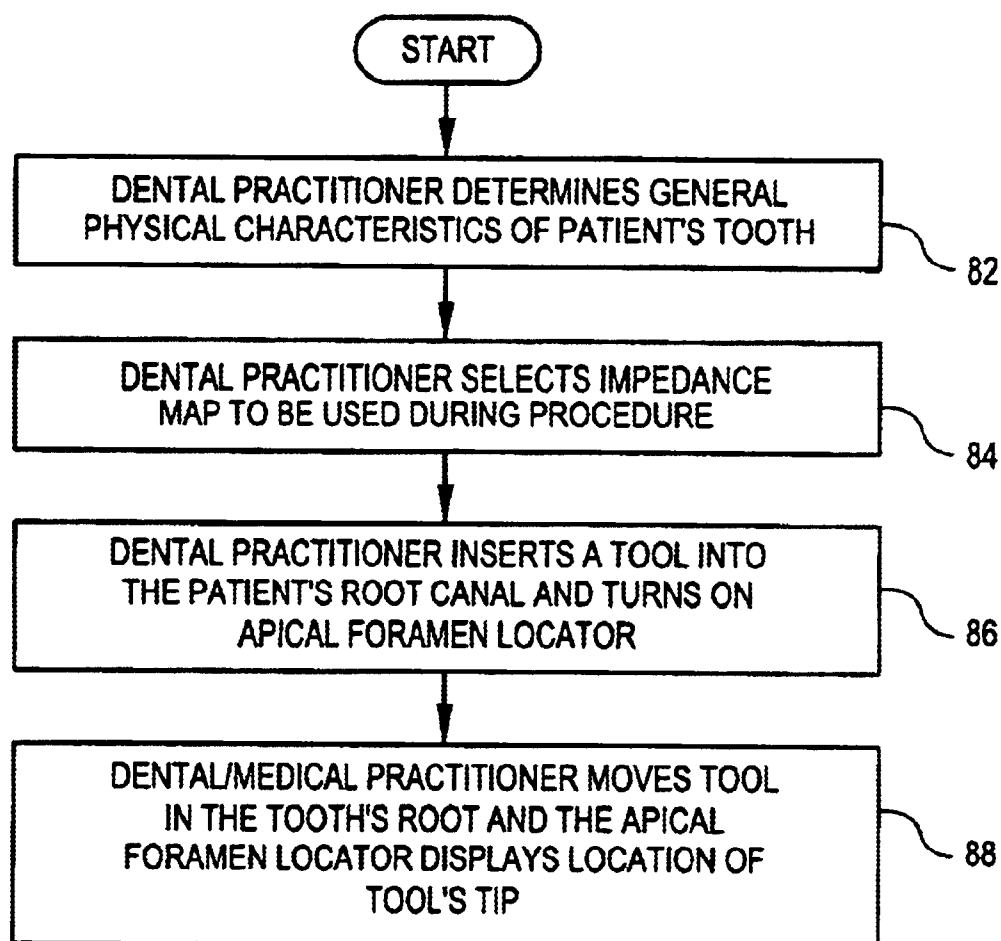 START
DENTAL PRACTITIONER DETERMINES GENERAL
PHYSICAL CHARACTERISTICS OF PATIENT'S TOOTH
82
DENTAL PRACTITIONER SELECTS IMPEDANCE
MAP TO BE USED DURING PROCEDURE
84
DENTAL PRACTITIONER INSERTS A TOOL INTO
THE PATIENT'S ROOT CANAL AND TURNS ON
APICAL FORAMEN LOCATOR
86
DENTAL/MEDICAL PRACTITIONER MOVES TOOL
IN THE TOOTH'S ROOT AND THE APICAL
FORAMEN LOCATOR DISPLAYS LOCATION OF
TOOL'S TIP
88